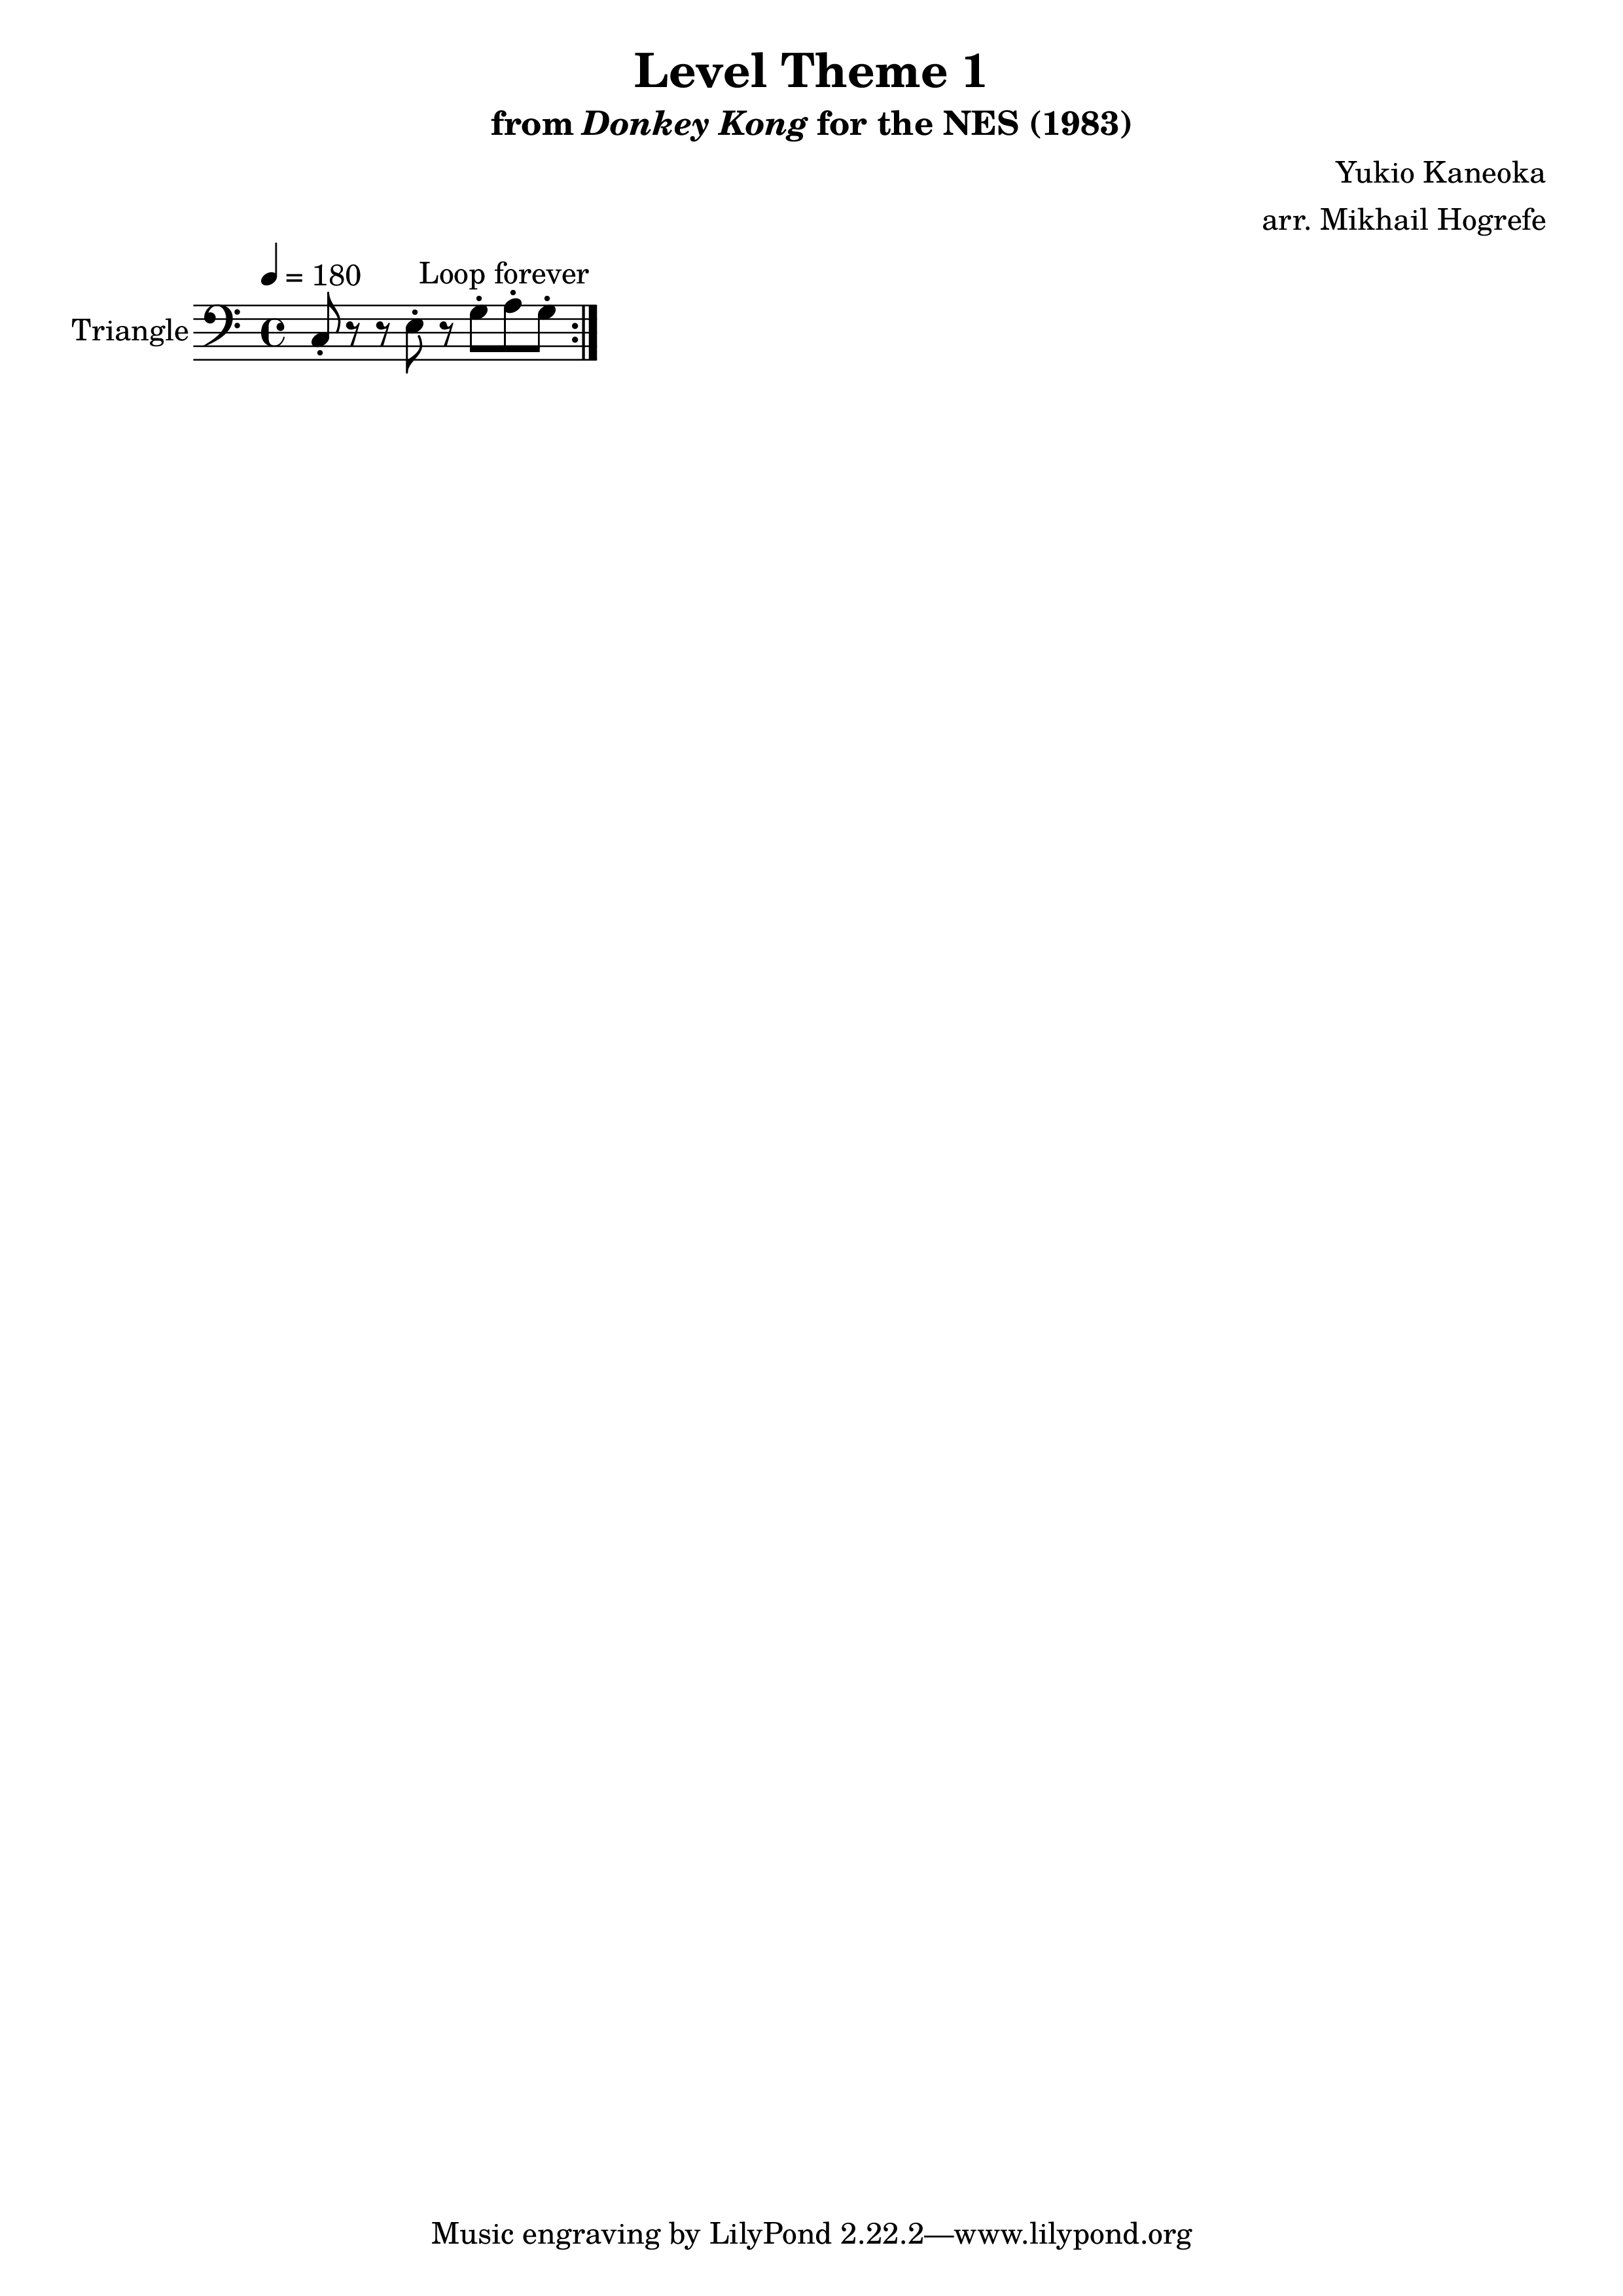 Level Theme 1
from Donkey Kong for the NES (1983)
Yukio Kaneoka
arr. Mikhail Hogrefe
= 180
Loop forever
Triangle
Music engraving by LilyPond 2.22.2—www.lilypond.org